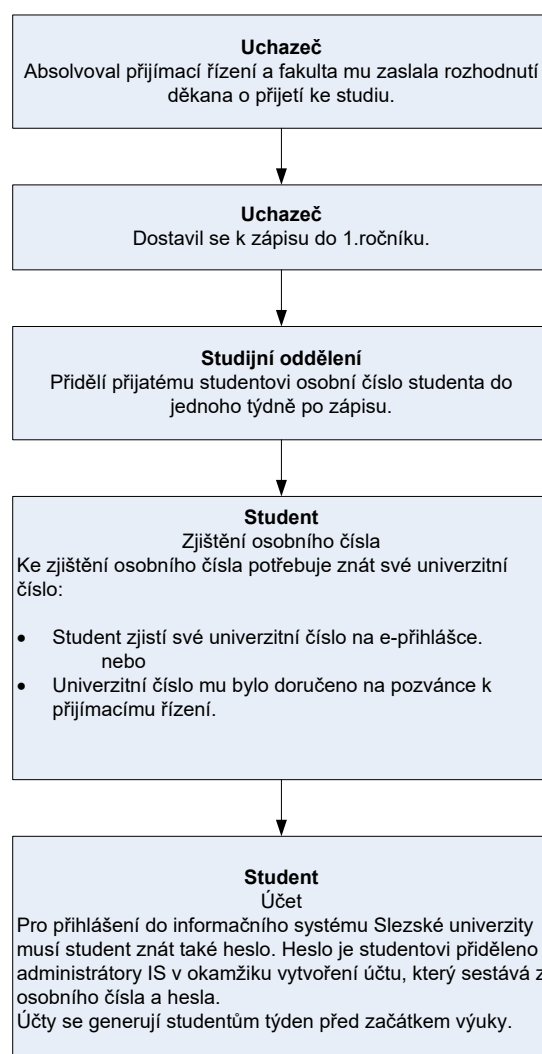 Uchazeč
Absolvoval přijímací řízení a fakulta mu zaslala rozhodnutí
děkana o přijetí ke studiu.
Uchazeč
Dostavil se k zápisu do 1.ročníku.
Studijní oddělení
Přidělí přijatému studentovi osobní číslo studenta do
jednoho týdně po zápisu.
Student
Zjištění osobního čísla
Ke zjištění osobního čísla potřebuje znát své univerzitní
číslo:
• Student zjistí své univerzitní číslo na e-přihlášce.
nebo
• Univerzitní číslo mu bylo doručeno na pozvánce k
přijímacímu řízení.
Student
Účet
Pro přihlášení do informačního systému Slezské univerzity
musí student znát také heslo. Heslo je studentovi přiděleno
administrátory IS v okamžiku vytvoření účtu, který sestává z
osobního čísla a hesla.
Účty se generují studentům týden před začátkem výuky.